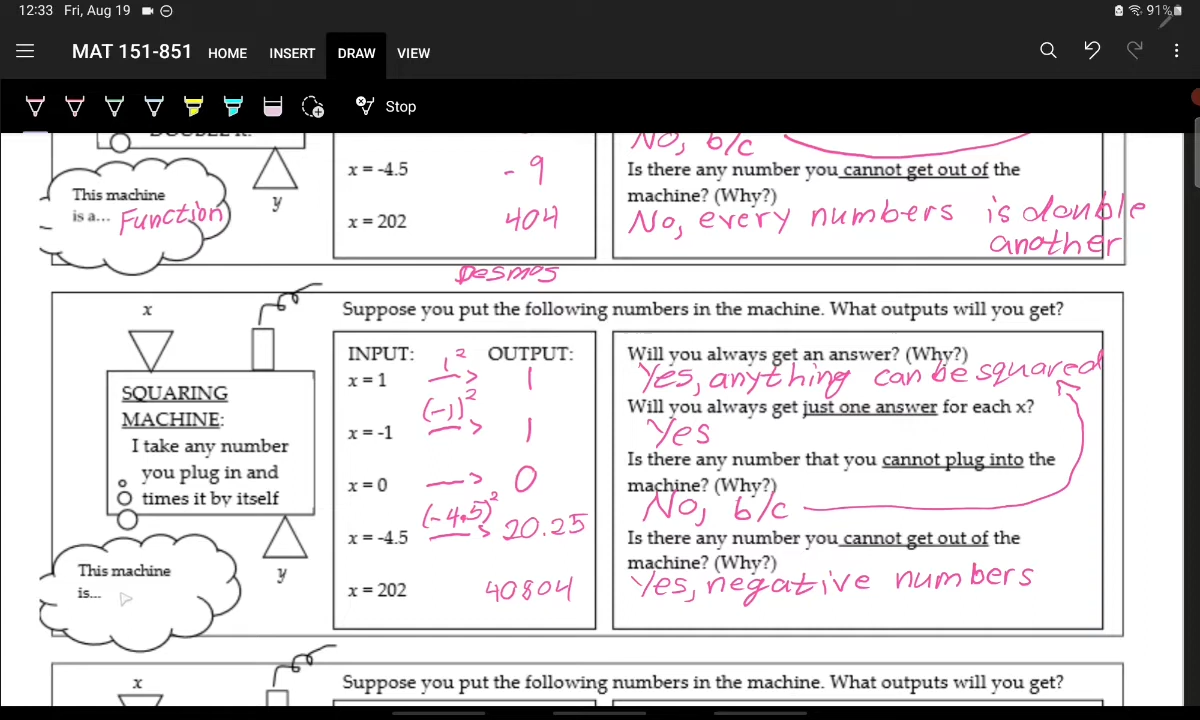 12:33 Fri, Aug 19 91%
MAT 151-851 HOME INSERT DRAW VIEW
Stop
No, b/c
x = -4.5 - 9
Is there any number you cannot get out of the
machine? (Why?)
This machine
is a... Function
y
x = 202 404
No, every numbers is double
another
Desmos
x
Suppose you put the following numbers in the machine. What outputs will you get?
INPUT: OUTPUT:
x = 1 1² 1
x = -1 (-1)² 1
x = 0 0
x = -4.5 (-4.5)² 20.25
x = 202 40804
SQUARING
MACHINE:
I take any number
you plug in and
times it by itself
This machine
is...
y
Will you always get an answer? (Why?)
Yes, anything can be squared
Will you always get just one answer for each x?
Yes
Is there any number that you cannot plug into the
machine? (Why?)
No, b/c
Is there any number you cannot get out of the
machine? (Why?)
Yes, negative numbers
x
Suppose you put the following numbers in the machine. What outputs will you get?